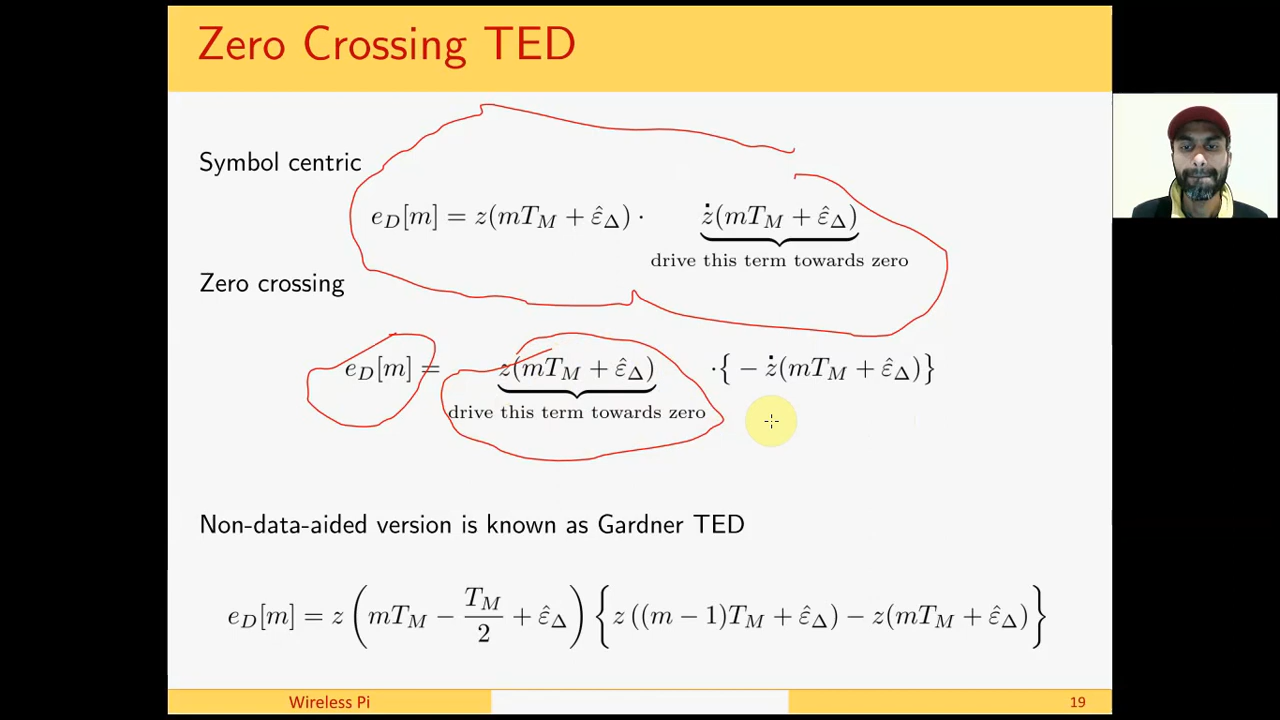 Zero Crossing TED
Symbol centric
e_D[m] = z(mT_M + ε̂_Δ) · ż(mT_M + ε̂_Δ)
drive this term towards zero
Zero crossing
e_D[m] = z(mT_M + ε̂_Δ) · { − ż(mT_M + ε̂_Δ)}
drive this term towards zero
Non-data-aided version is known as Gardner TED
e_D[m] = z(mT_M − T_M/2 + ε̂_Δ) {z((m − 1)T_M + ε̂_Δ) − z(mT_M + ε̂_Δ)}
Wireless Pi 19